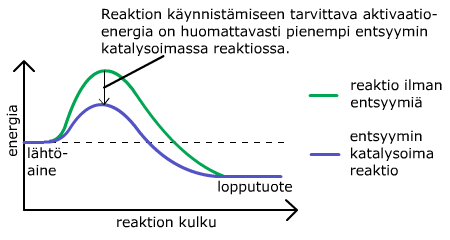 Reaktion käynnistämiseen tarvittava aktivaatio-
energia on huomattavasti pienempi entsyymin
katalysoimassa reaktiossa.
energia
lähtö-
aine
lopputuote
reaktion kulku
reaktio ilman
entsyymiä
entsyymin
katalysoima
reaktio